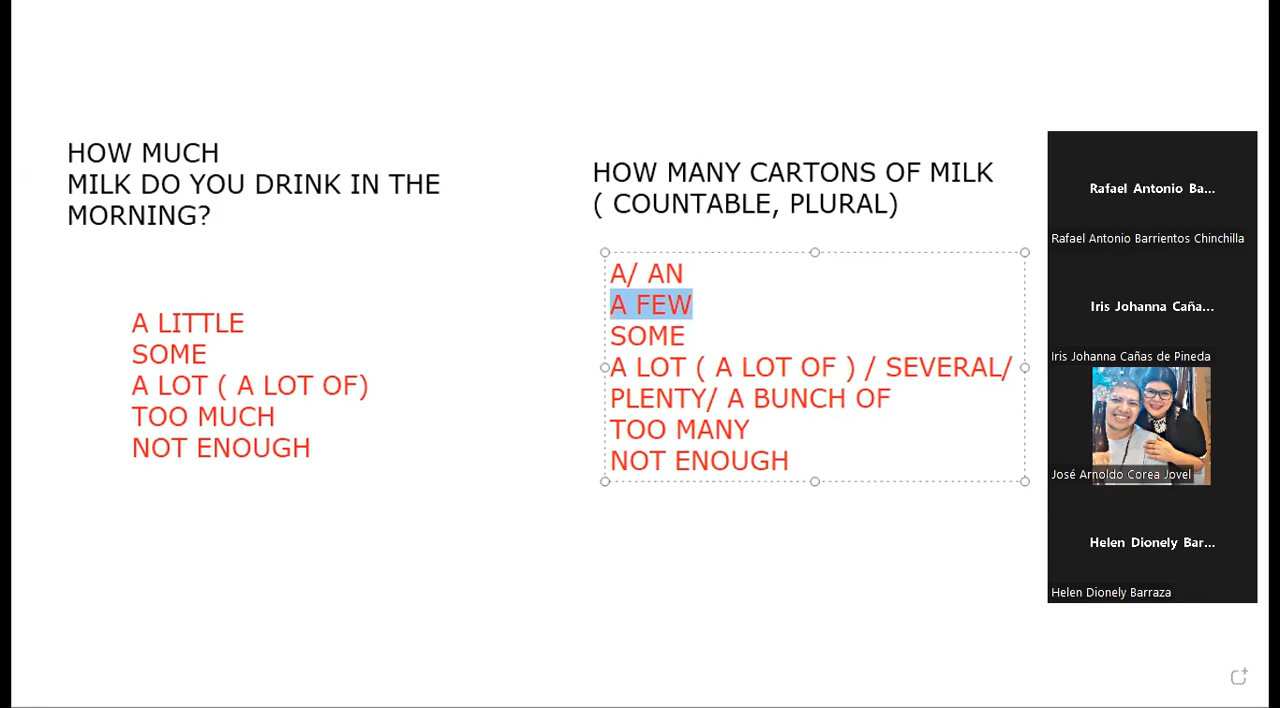 HOW MUCH
MILK DO YOU DRINK IN THE
MORNING?
A LITTLE
SOME
A LOT ( A LOT OF)
TOO MUCH
NOT ENOUGH
HOW MANY CARTONS OF MILK
( COUNTABLE, PLURAL)
A/ AN
A FEW
SOME
A LOT ( A LOT OF ) / SEVERAL/
PLENTY/ A BUNCH OF
TOO MANY
NOT ENOUGH
Rafael Antonio Ba...
Rafael Antonio Barrientos Chinchilla
Iris Johanna Caña...
Iris Johanna Cañas de Pineda
José Arnoldo Corea Jovel
Helen Dionely Bar...
Helen Dionely Barraza